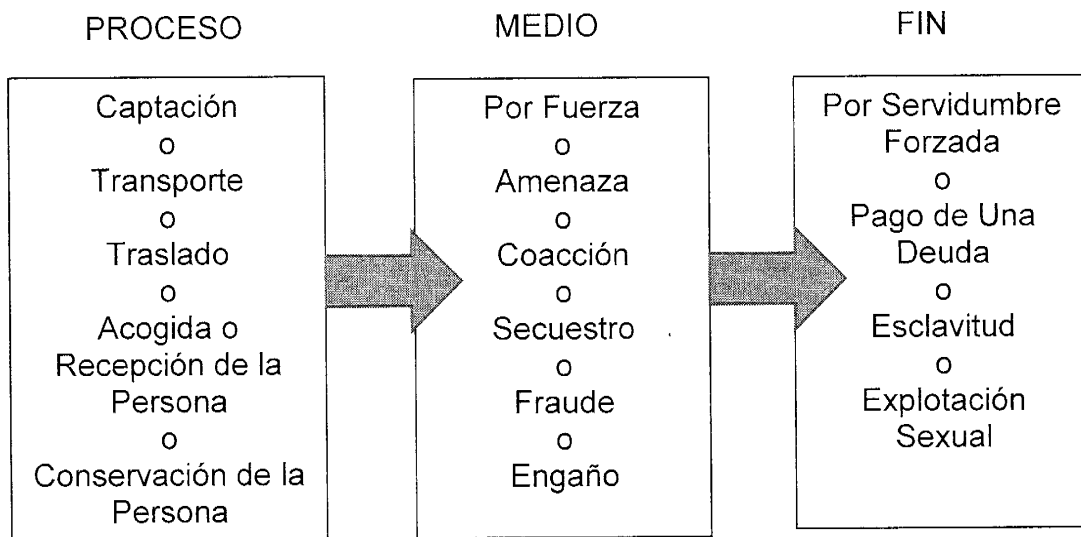 PROCESO
MEDIO
FIN
Captación
o
Transporte
o
Traslado
o
Acogida o
Recepción de la
Persona
o
Conservación de la
Persona
Por Fuerza
o
Amenaza
o
Coacción
o
Secuestro
o
Fraude
o
Engaño
Por Servidumbre
Forzada
o
Pago de Una
Deuda
o
Esclavitud
o
Explotación
Sexual